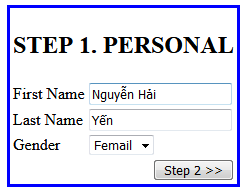 STEP 1. PERSONAL
First Name Nguyễn Hải
Last Name Yến
Gender Femail
Step 2 >>